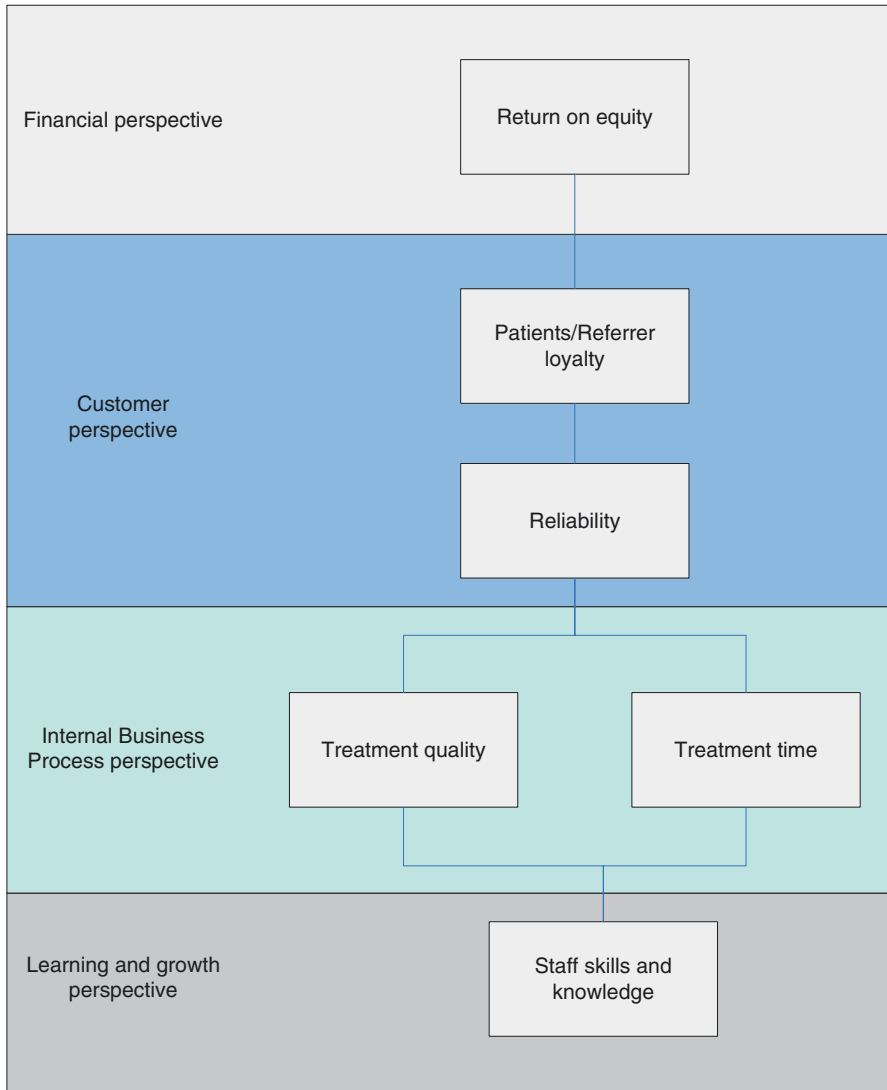 Financial perspective
Return on equity
Patients/Referrer
loyalty
Customer
perspective
Reliability
Internal Business
Process perspective
Treatment quality
Treatment time
Learning and growth
perspective
Staff skills and
knowledge